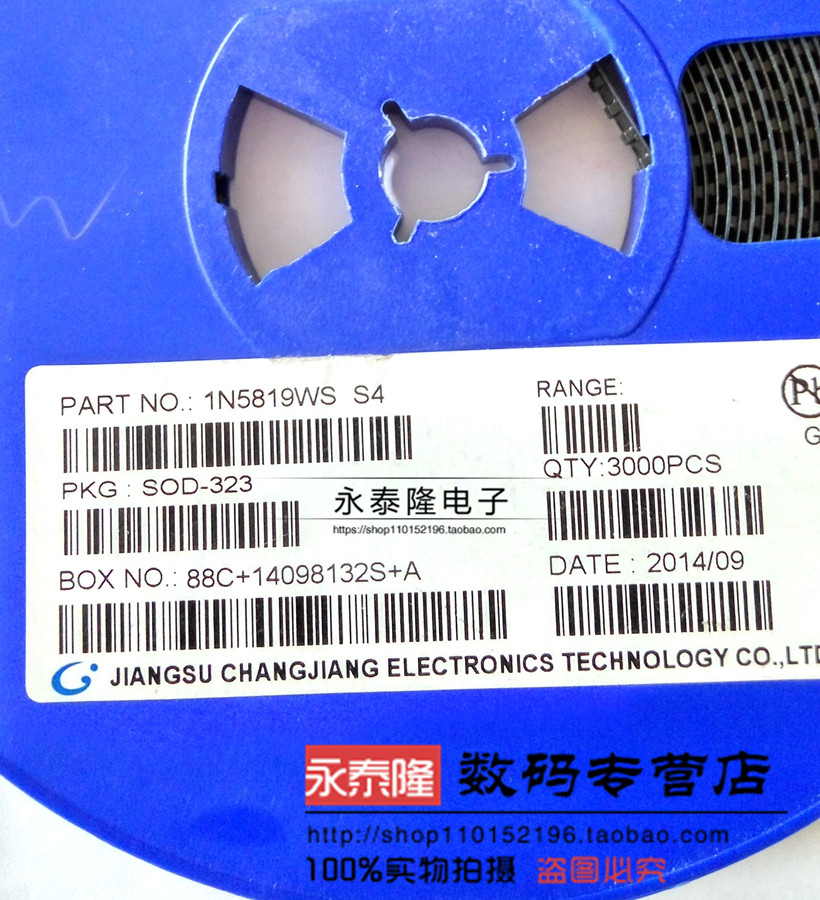 PART NO.: 1N5819WS S4
RANGE:
Pb
G
PKG : SOD-323
QTY:3000PCS
永泰隆电子
https://shop110152196.taobao.com
BOX NO.: 88C+14098132S+A
DATE : 2014/09
JIANGSU CHANGJIANG ELECTRONICS TECHNOLOGY CO.,LTD
永泰隆 数码专营店
http://shop110152196.taobao.com
100%实物拍摄 盗图必究